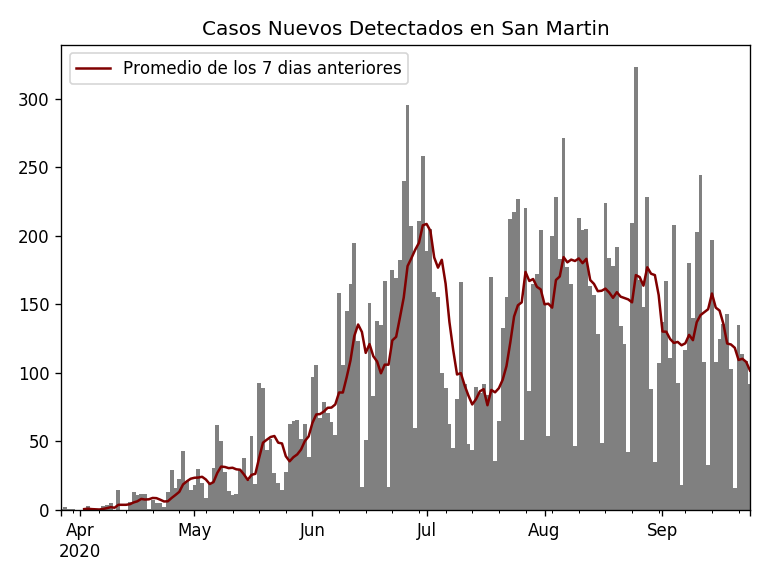 Casos Nuevos Detectados en San Martin
Promedio de los 7 dias anteriores
300
250
200
150
100
50
0
Apr May Jun Jul Aug Sep
2020